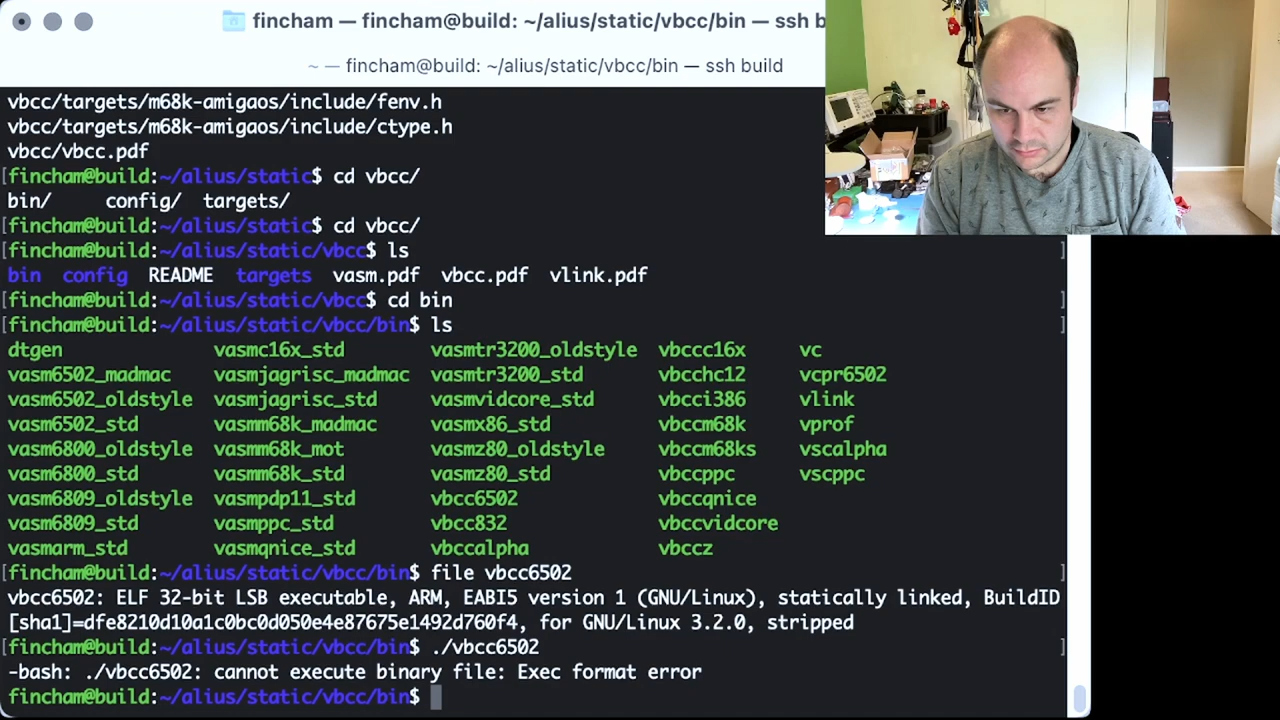 fincham — fincham@build: ~/alius/static/vbcc/bin — ssh b
~ — fincham@build: ~/alius/static/vbcc/bin — ssh build
vbcc/targets/m68k-amigaos/include/fenv.h
vbcc/targets/m68k-amigaos/include/ctype.h
vbcc/vbcc.pdf
[fincham@build:~/alius/static$ cd vbcc/
bin/     config/  targets/
[fincham@build:~/alius/static$ cd vbcc/
[fincham@build:~/alius/static/vbcc$ ls ]
bin  config  README  targets  vasm.pdf  vbcc.pdf  vlink.pdf
[fincham@build:~/alius/static/vbcc$ cd bin ]
[fincham@build:~/alius/static/vbcc/bin$ ls ]
dtgen vasmc16x_std vasmtr3200_oldstyle vbccc16x vc
vasm6502_madmac vasmjagrisc_madmac vasmtr3200_std vbcchc12 vcpr6502
vasm6502_oldstyle vasmjagrisc_std vasmvidcore_std vbcci386 vlink
vasm6502_std vasmm68k_madmac vasmx86_std vbccm68k vprof
vasm6800_oldstyle vasmm68k_mot vasmz80_oldstyle vbccm68ks vscalpha
vasm6800_std vasmm68k_std vasmz80_std vbccppc vscppc
vasm6809_oldstyle vasmpdp11_std vbcc6502 vbccqnice
vasm6809_std vasmppc_std vbcc832 vbccvidcore
vasmarm_std vasmqnice_std vbccalpha vbccz
[fincham@build:~/alius/static/vbcc/bin$ file vbcc6502 ]
vbcc6502: ELF 32-bit LSB executable, ARM, EABI5 version 1 (GNU/Linux), statically linked, BuildID
[sha1]=dfe8210d10a1c0bc0d050e4e87675e1492d760f4, for GNU/Linux 3.2.0, stripped
[fincham@build:~/alius/static/vbcc/bin$ ./vbcc6502 ]
-bash: ./vbcc6502: cannot execute binary file: Exec format error
fincham@build:~/alius/static/vbcc/bin$